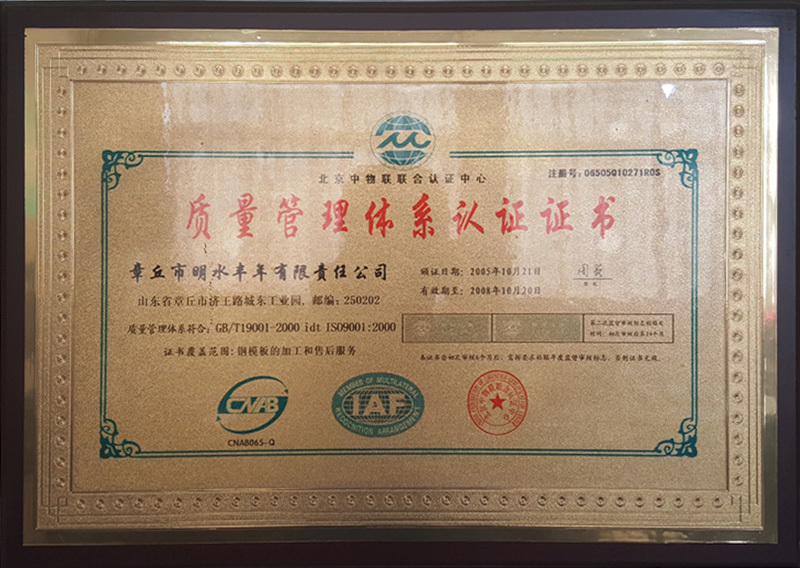 北京中物联联合认证中心
注册号：06505Q10271R0S
质量管理体系认证证书
章丘市明水丰年有限责任公司
山东省章丘市济王路城东工业园，邮编：250202
质量管理体系符合：GB/T19001-2000 idt ISO9001:2000
证书覆盖范围：钢模板的加工和售后服务
颁证日期：2005年10月21日
有效期至：2008年10月20日
CNAB
CNAB065-Q
MEMBER OF MULTILATERAL
IAF
RECOGNITION ARRANGEMENT